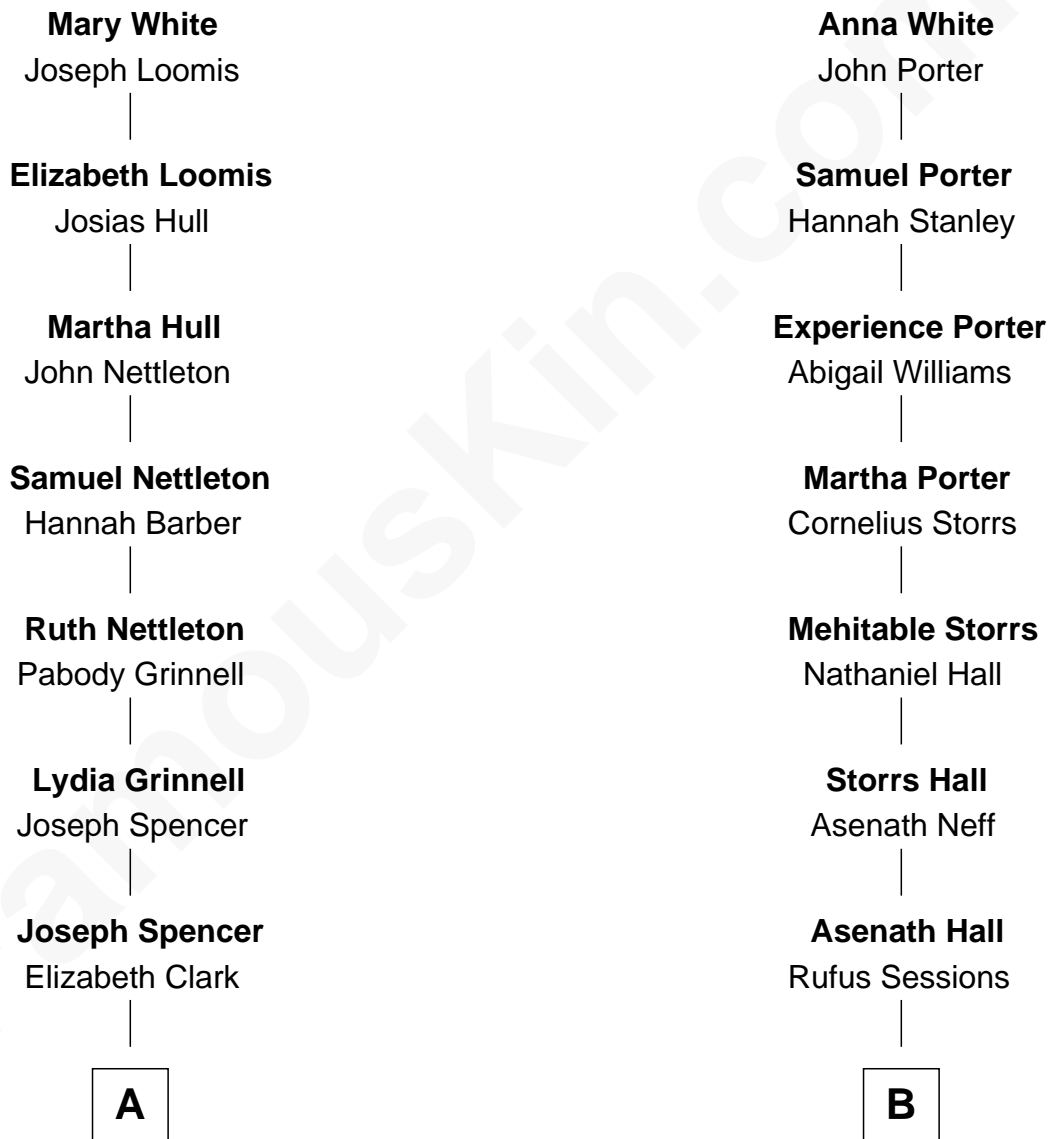 Mary White
Joseph Loomis
Elizabeth Loomis
Josias Hull
Martha Hull
John Nettleton
Samuel Nettleton
Hannah Barber
Ruth Nettleton
Pabody Grinnell
Lydia Grinnell
Joseph Spencer
Joseph Spencer
Elizabeth Clark
A
Anna White
John Porter
Samuel Porter
Hannah Stanley
Experience Porter
Abigail Williams
Martha Porter
Cornelius Storrs
Mehitable Storrs
Nathaniel Hall
Storrs Hall
Asenath Neff
Asenath Hall
Rufus Sessions
B
amouskin.com